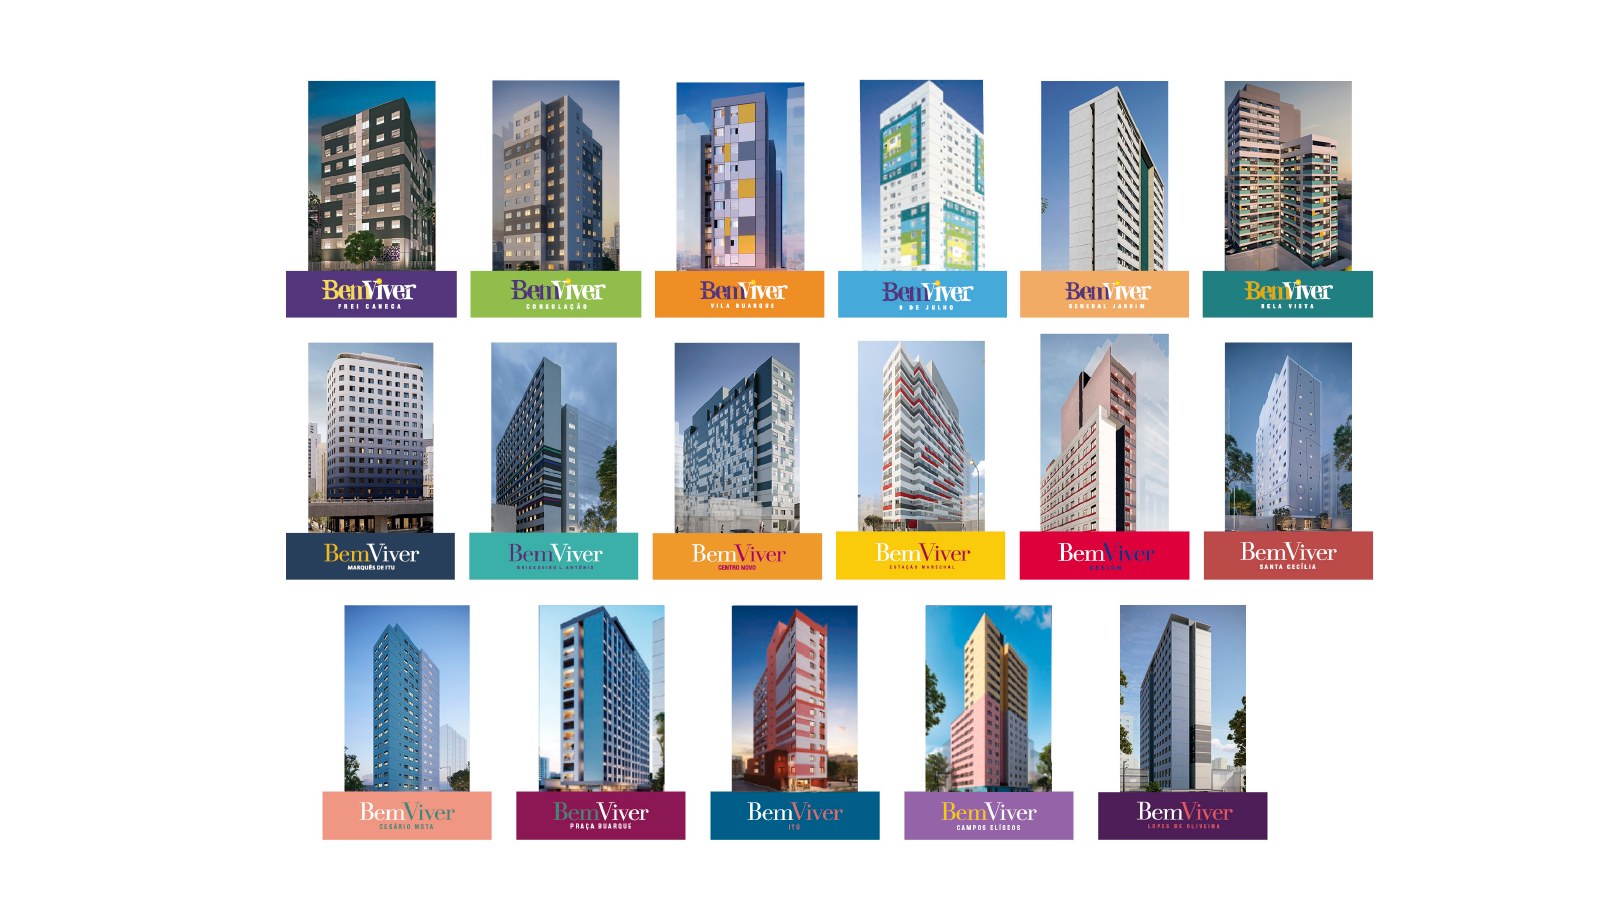 BemViver
FREI CANECA
BemViver
CONSOLAÇÃO
BemViver
VILA BUARQUE
BemViver
9 DE JULHO
BemViver
GENERAL JARDIM
BemViver
BELA VISTA
BemViver
MARQUÊS DE ITU
BemViver
BRIGADEIRO L. ANTÔNIO
BemViver
CENTRO NOVO
BemViver
ESTAÇÃO MARECHAL
BemViver
DESIGN
BemViver
SANTA CECÍLIA
BemViver
CESÁRIO MOTA
BemViver
PRAÇA BUARQUE
BemViver
ITÚ
BemViver
CAMPOS ELÍSEOS
BemViver
LOPES DE OLIVEIRA